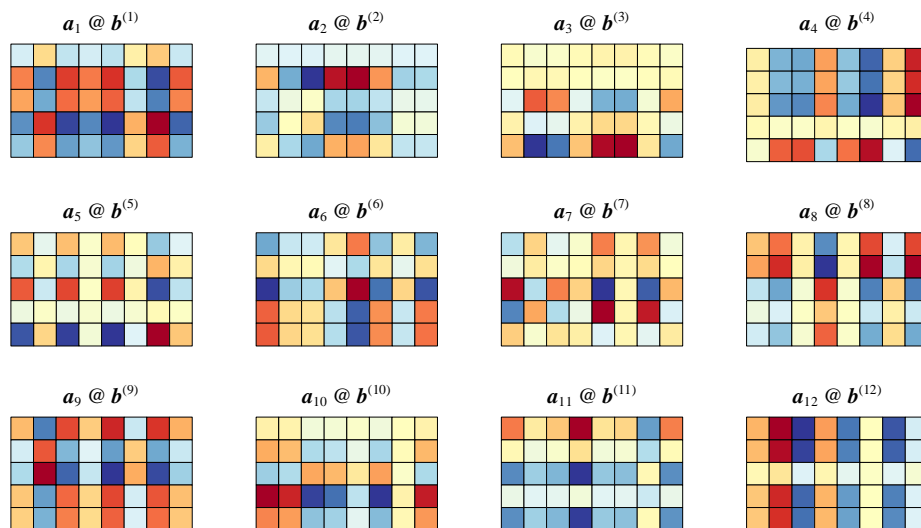 a₁ @ b⁽¹⁾ a₂ @ b⁽²⁾ a₃ @ b⁽³⁾ a₄ @ b⁽⁴⁾
a₅ @ b⁽⁵⁾ a₆ @ b⁽⁶⁾ a₇ @ b⁽⁷⁾ a₈ @ b⁽⁸⁾
a₉ @ b⁽⁹⁾ a₁₀ @ b⁽¹⁰⁾ a₁₁ @ b⁽¹¹⁾ a₁₂ @ b⁽¹²⁾